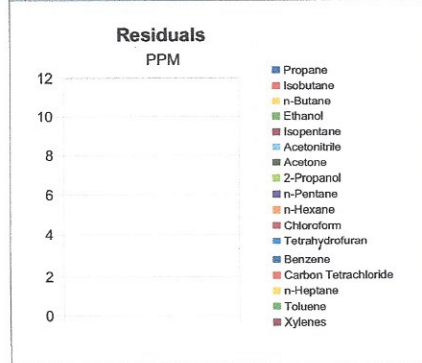 Residuals
PPM
12
10
8
6
4
2
0
Propane
Isobutane
n-Butane
Ethanol
Isopentane
Acetonitrile
Acetone
2-Propanol
n-Pentane
n-Hexane
Chloroform
Tetrahydrofuran
Benzene
Carbon Tetrachloride
n-Heptane
Toluene
Xylenes